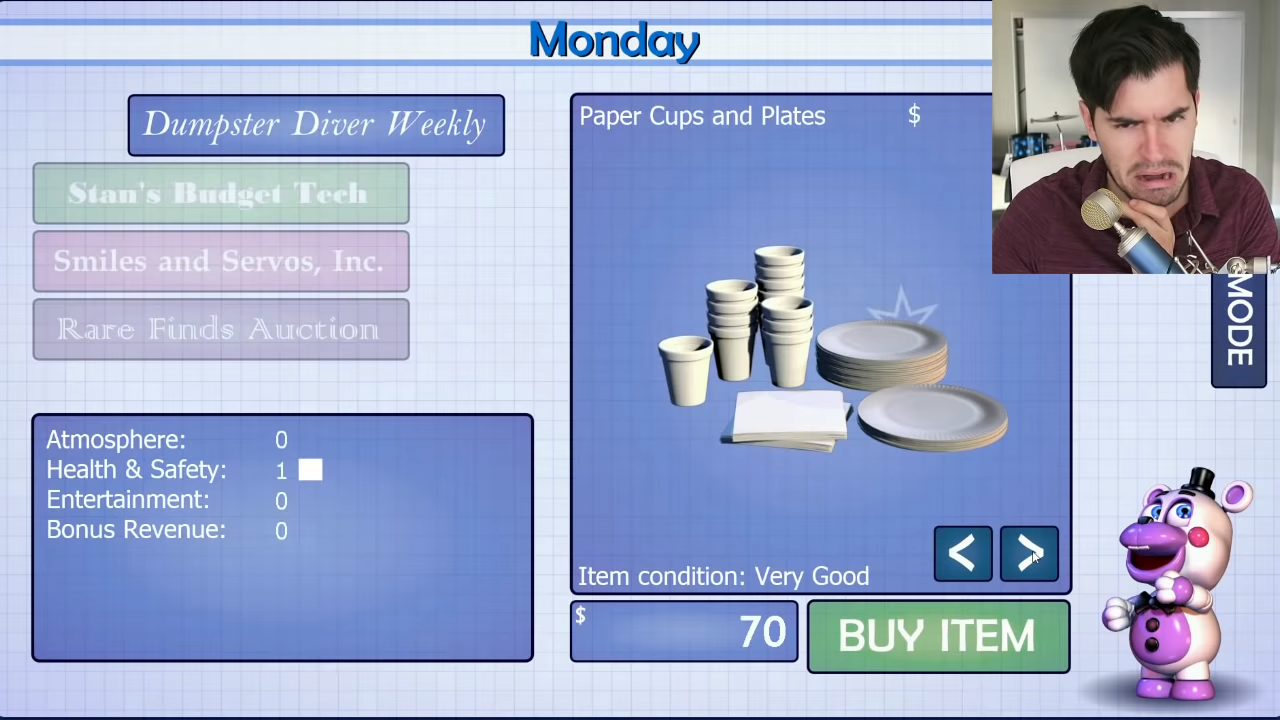 Monday
Dumpster Diver Weekly
Stan's Budget Tech
Smiles and Servos, Inc.
Rare Finds Auction
Paper Cups and Plates $
MODE
Atmosphere: 0
Health & Safety: 1
Entertainment: 0
Bonus Revenue: 0
< >
Item condition: Very Good
$ 70
BUY ITEM